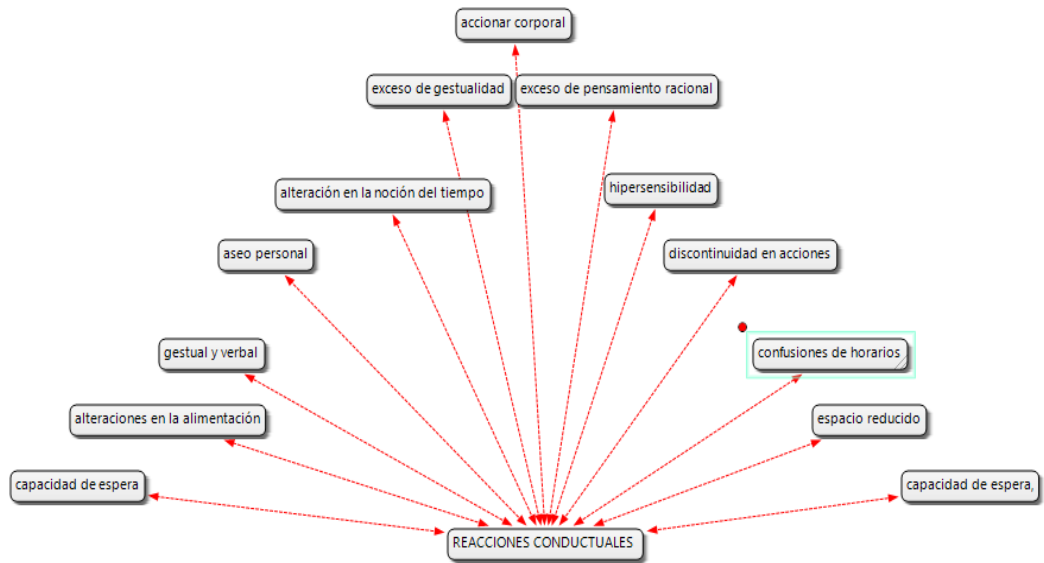 accionar corporal
exceso de gestualidad
exceso de pensamiento racional
alteración en la noción del tiempo
hipersensibilidad
aseo personal
discontinuidad en acciones
gestual y verbal
confusiones de horarios
alteraciones en la alimentación
espacio reducido
capacidad de espera
capacidad de espera,
REACCIONES CONDUCTUALES